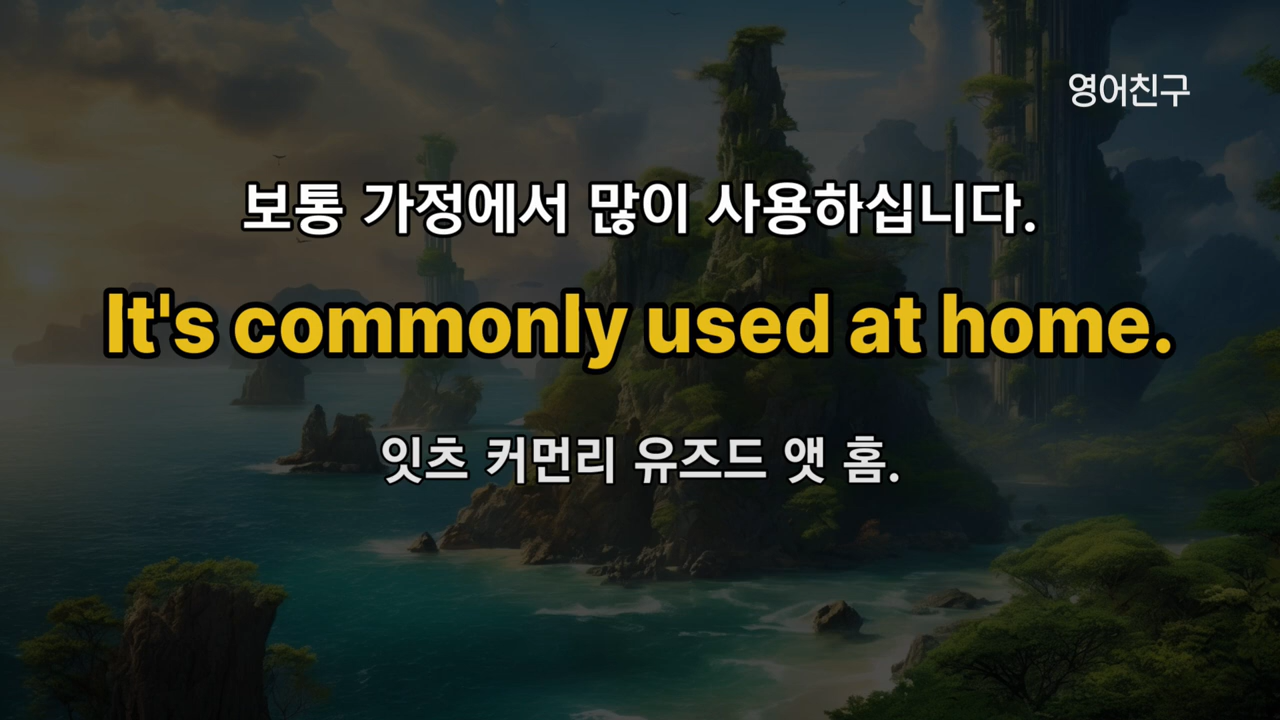 영어친구
보통 가정에서 많이 사용하십니다.
It's commonly used at home.
잇츠 커먼리 유즈드 앳 홈.